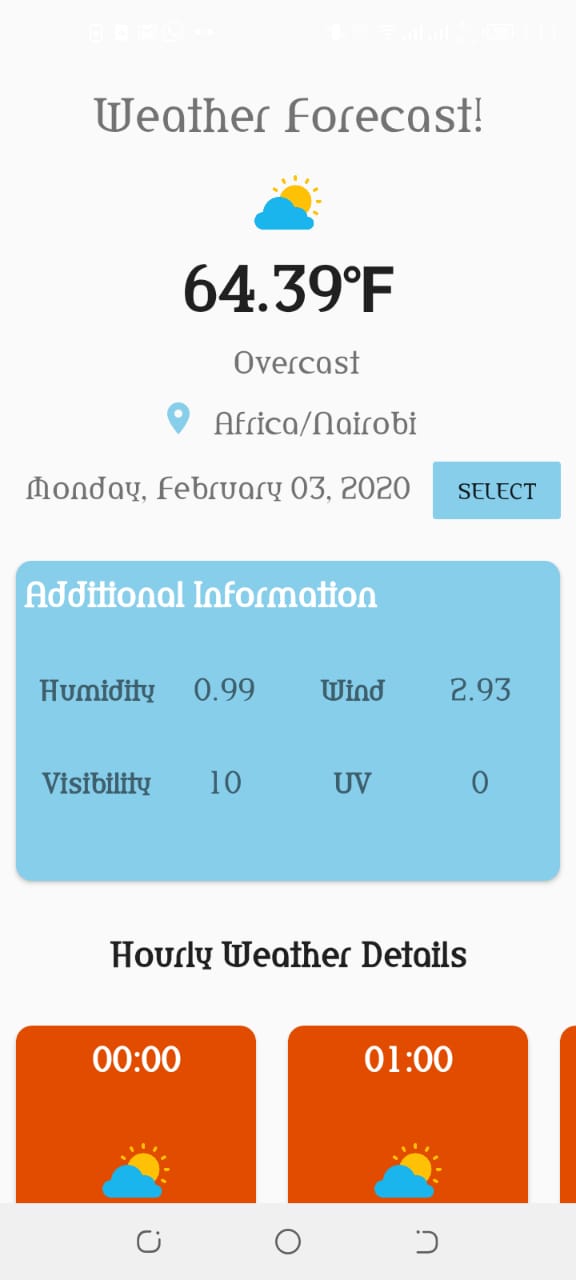 Weather Forecast!
64.39°F
Overcast
Africa/Nairobi
Monday, February 03, 2020 SELECT
Additional Information
Humidity 0.99 Wind 2.93
Visibility 10 UV 0
Hourly Weather Details
00:00 01:00